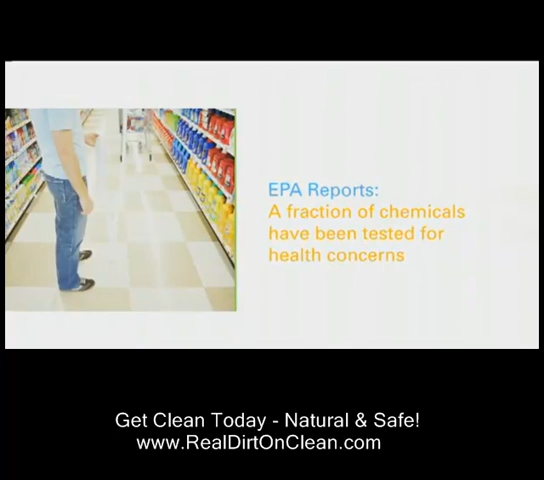 EPA Reports:
A fraction of chemicals
have been tested for
health concerns
Get Clean Today - Natural & Safe!
www.RealDirtOnClean.com